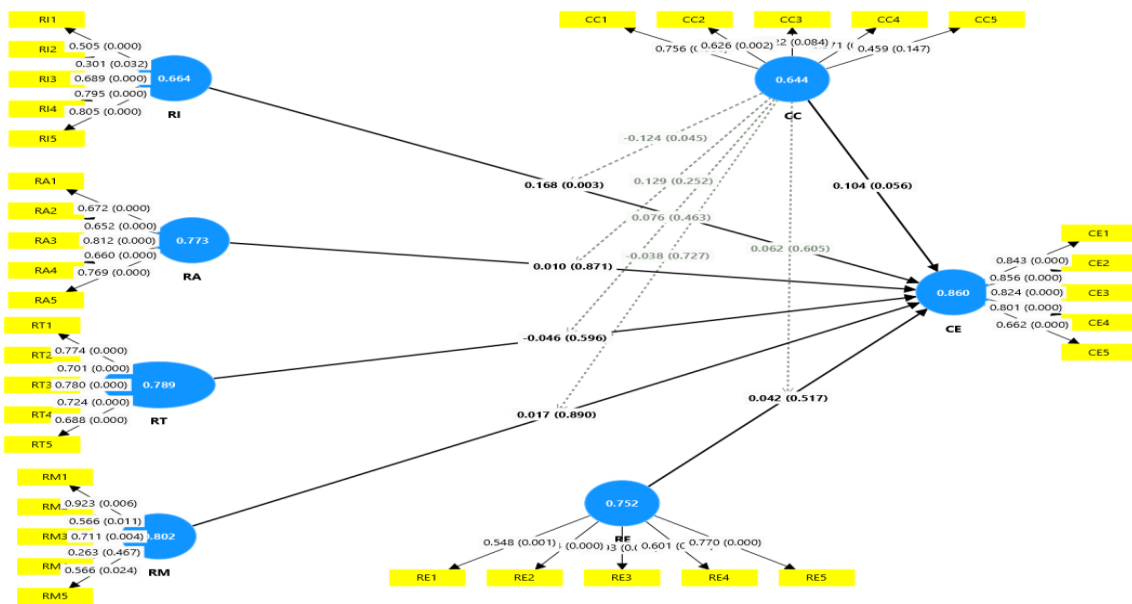 RI1
RI2
RI3
RI4
RI5
0.505 (0.000)
0.301 (0.032)
0.689 (0.000)
0.795 (0.000)
0.805 (0.000)
0.664
RI
CC1
CC2
CC3
CC4
CC5
0.756
0.626 (0.002)
(0.084)
0.459 (0.147)
0.644
CC
-0.124 (0.045)
0.129 (0.252)
0.076 (0.463)
-0.038 (0.727)
0.062 (0.605)
0.104 (0.056)
0.168 (0.003)
RA1
RA2
RA3
RA4
RA5
0.672 (0.000)
0.652 (0.000)
0.812 (0.000)
0.660 (0.000)
0.769 (0.000)
0.773
RA
0.010 (0.871)
CE1
CE2
CE3
CE4
CE5
0.843 (0.000)
0.856 (0.000)
0.824 (0.000)
0.801 (0.000)
0.662 (0.000)
0.860
CE
RT1
RT2
RT3
RT4
RT5
0.774 (0.000)
0.701 (0.000)
0.780 (0.000)
0.724 (0.000)
0.688 (0.000)
0.789
RT
-0.046 (0.596)
0.017 (0.890)
0.042 (0.517)
RM1
RM3
RM5
0.923 (0.006)
0.566 (0.011)
0.711 (0.004)
0.263 (0.467)
0.566 (0.024)
0.802
RM
0.752
0.548 (0.001)
(0.000)
0.601
0.770 (0.000)
RE1
RE2
RE3
RE4
RE5